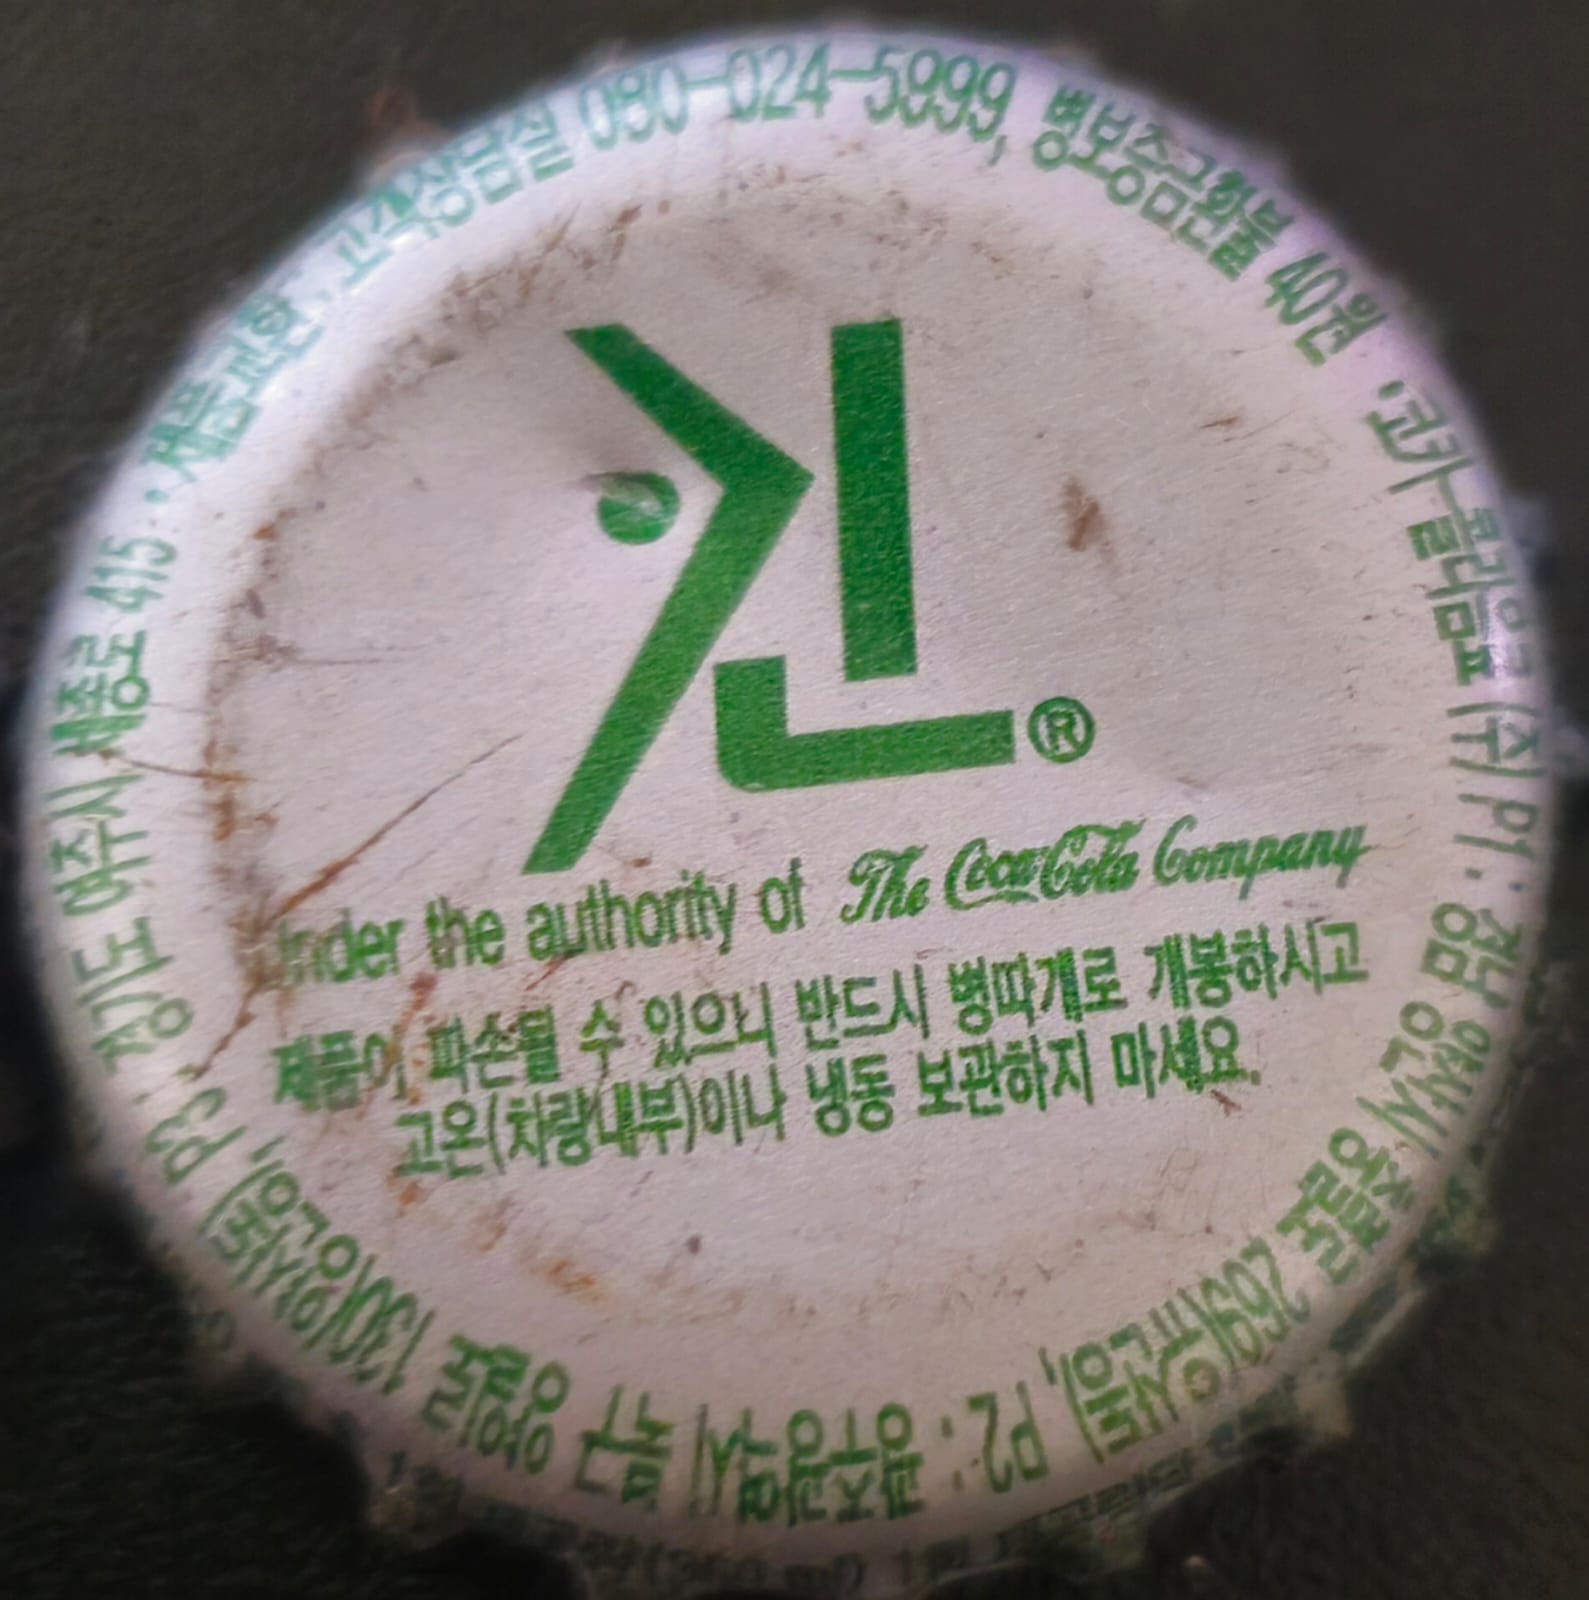 킨 ®
Under the authority of The Coca-Cola Company
제품이 파손될 수 있으니 반드시 병따개로 개봉하시고
고온(차량내부)이나 냉동 보관하지 마세요.
· 제품교환 : 고객상담실 080-024-5999, 병보증금환불 40원 · 코카-콜라음료 (주) P1 : 경남 양산시 충렬로 269(유산동), P2 : 광주광역시 북구 양일로 130(양산동), P3 : 경기도 여주시 세종로 415